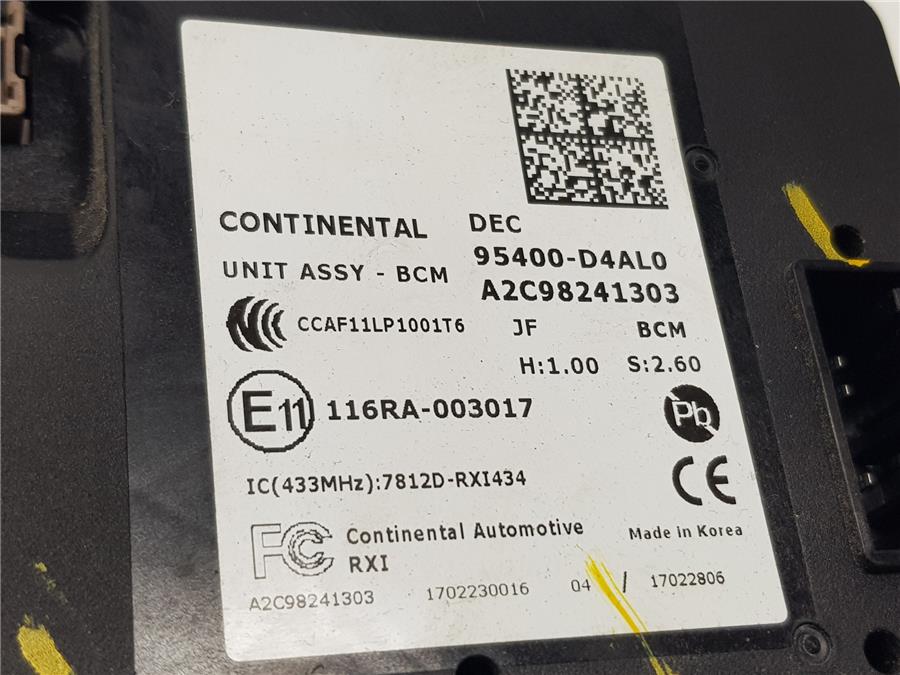 CONTINENTAL DEC
95400-D4AL0
UNIT ASSY - BCM
A2C98241303
CCAF11LP1001T6 JF BCM
H:1.00 S:2.60
E11 116RA-003017 Pb
IC(433MHz):7812D-RXI434 CE
FC Continental Automotive Made in Korea
RXI
A2C98241303 1702230016 04 / 17022806